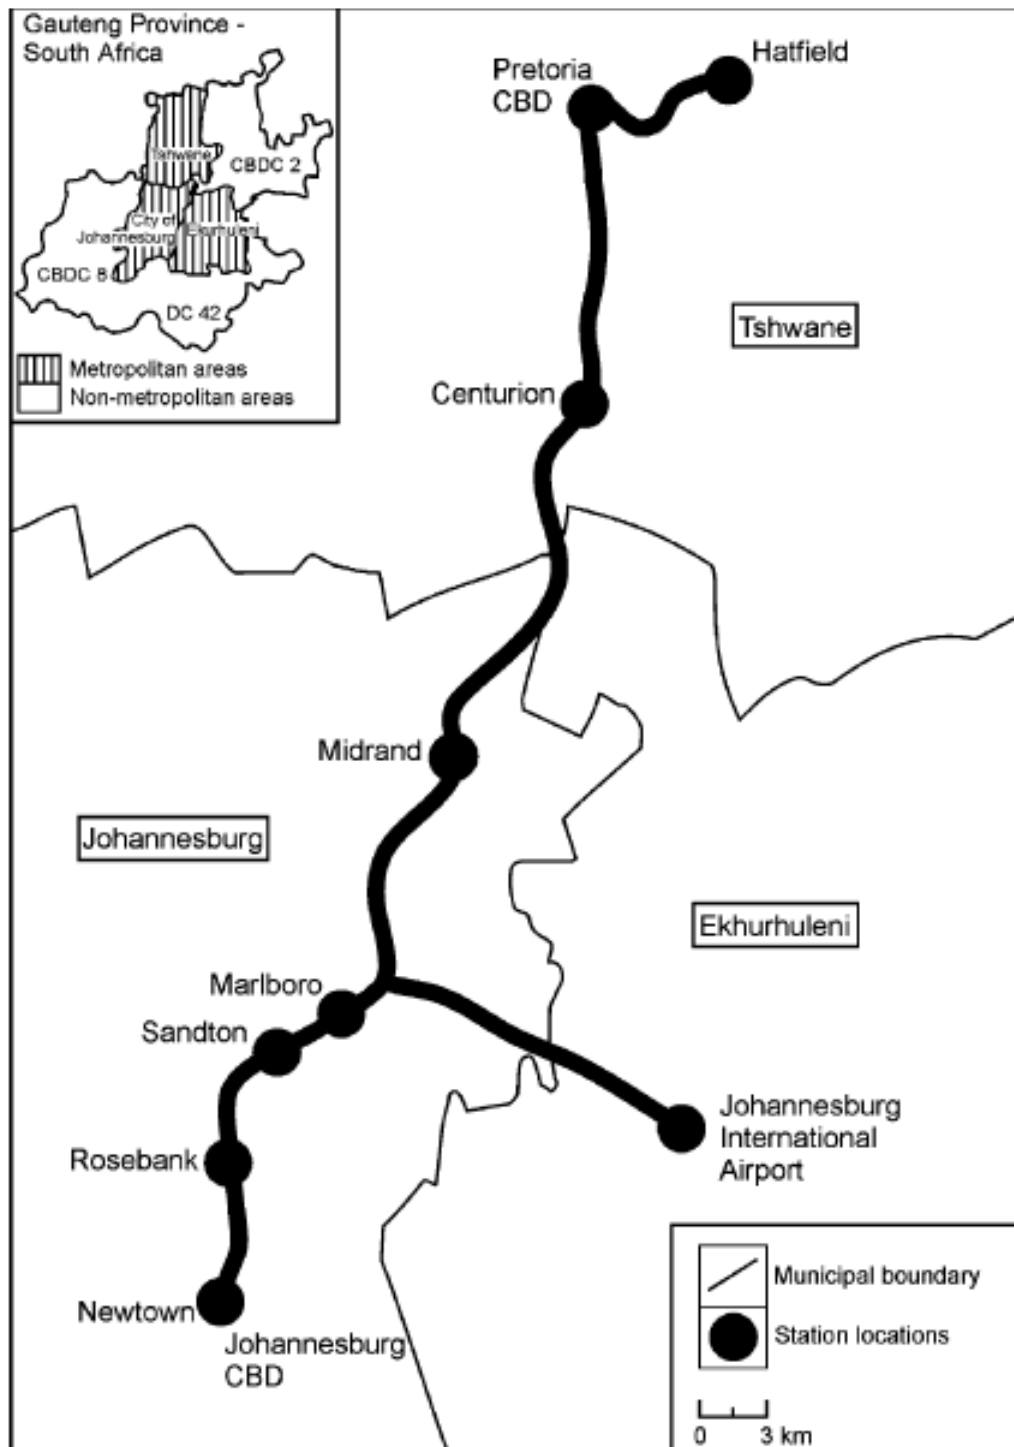 Gauteng Province -
South Africa
Tshwane
CBDC 2
City of
Johannesburg
Ekurhuleni
CBDC 8
DC 42
Metropolitan areas
Non-metropolitan areas
Hatfield
Pretoria
CBD
Tshwane
Centurion
Midrand
Johannesburg
Ekhurhuleni
Marlboro
Sandton
Johannesburg
International
Airport
Rosebank
Newtown
Johannesburg
CBD
Municipal boundary
Station locations
0 3 km